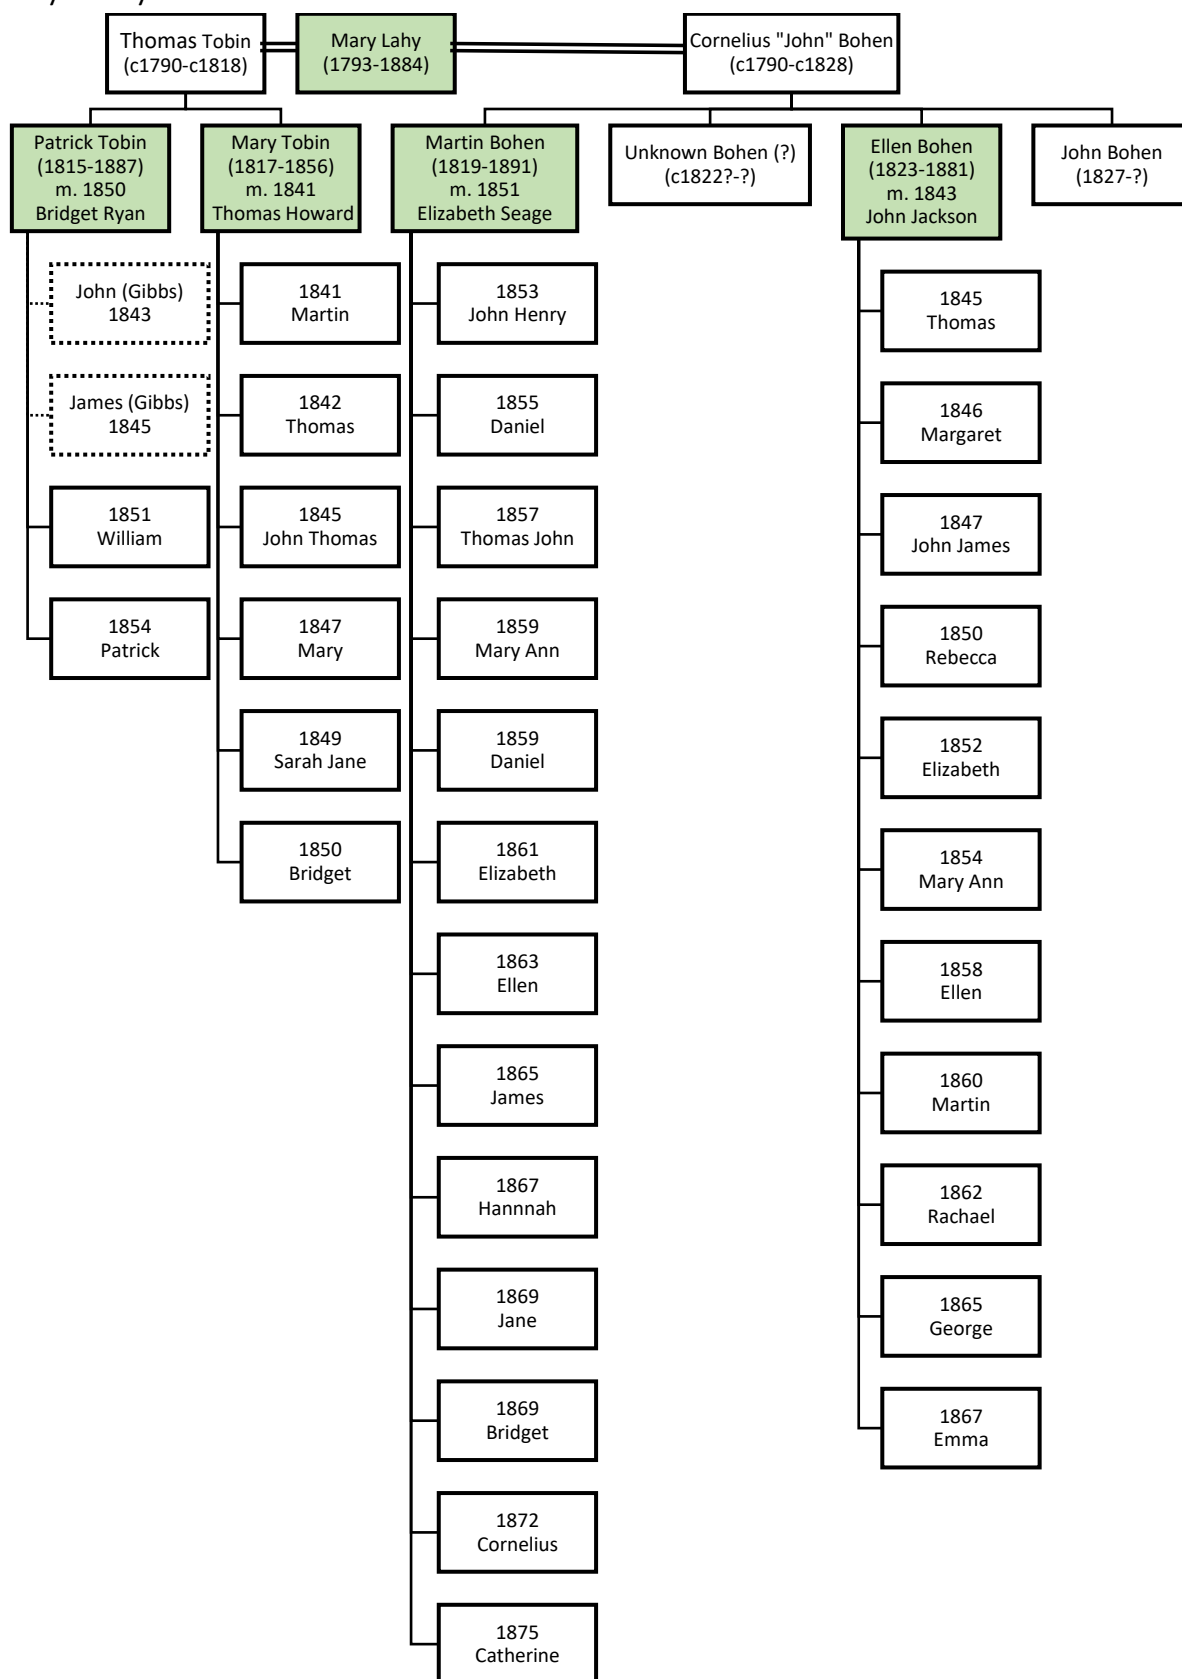 Thomas Tobin
(c1790-c1818)
Mary Lahy
(1793-1884)
Cornelius "John" Bohen
(c1790-c1828)
Patrick Tobin
(1815-1887)
m. 1850
Bridget Ryan
Mary Tobin
(1817-1856)
m. 1841
Thomas Howard
Martin Bohen
(1819-1891)
m. 1851
Elizabeth Seage
Unknown Bohen (?)
(c1822?-?)
Ellen Bohen
(1823-1881)
m. 1843
John Jackson
John Bohen
(1827-?)
John (Gibbs)
1843
James (Gibbs)
1845
1851
William
1854
Patrick
1841
Martin
1842
Thomas
1845
John Thomas
1847
Mary
1849
Sarah Jane
1850
Bridget
1853
John Henry
1855
Daniel
1857
Thomas John
1859
Mary Ann
1859
Daniel
1861
Elizabeth
1863
Ellen
1865
James
1867
Hannnah
1869
Jane
1869
Bridget
1872
Cornelius
1875
Catherine
1845
Thomas
1846
Margaret
1847
John James
1850
Rebecca
1852
Elizabeth
1854
Mary Ann
1858
Ellen
1860
Martin
1862
Rachael
1865
George
1867
Emma